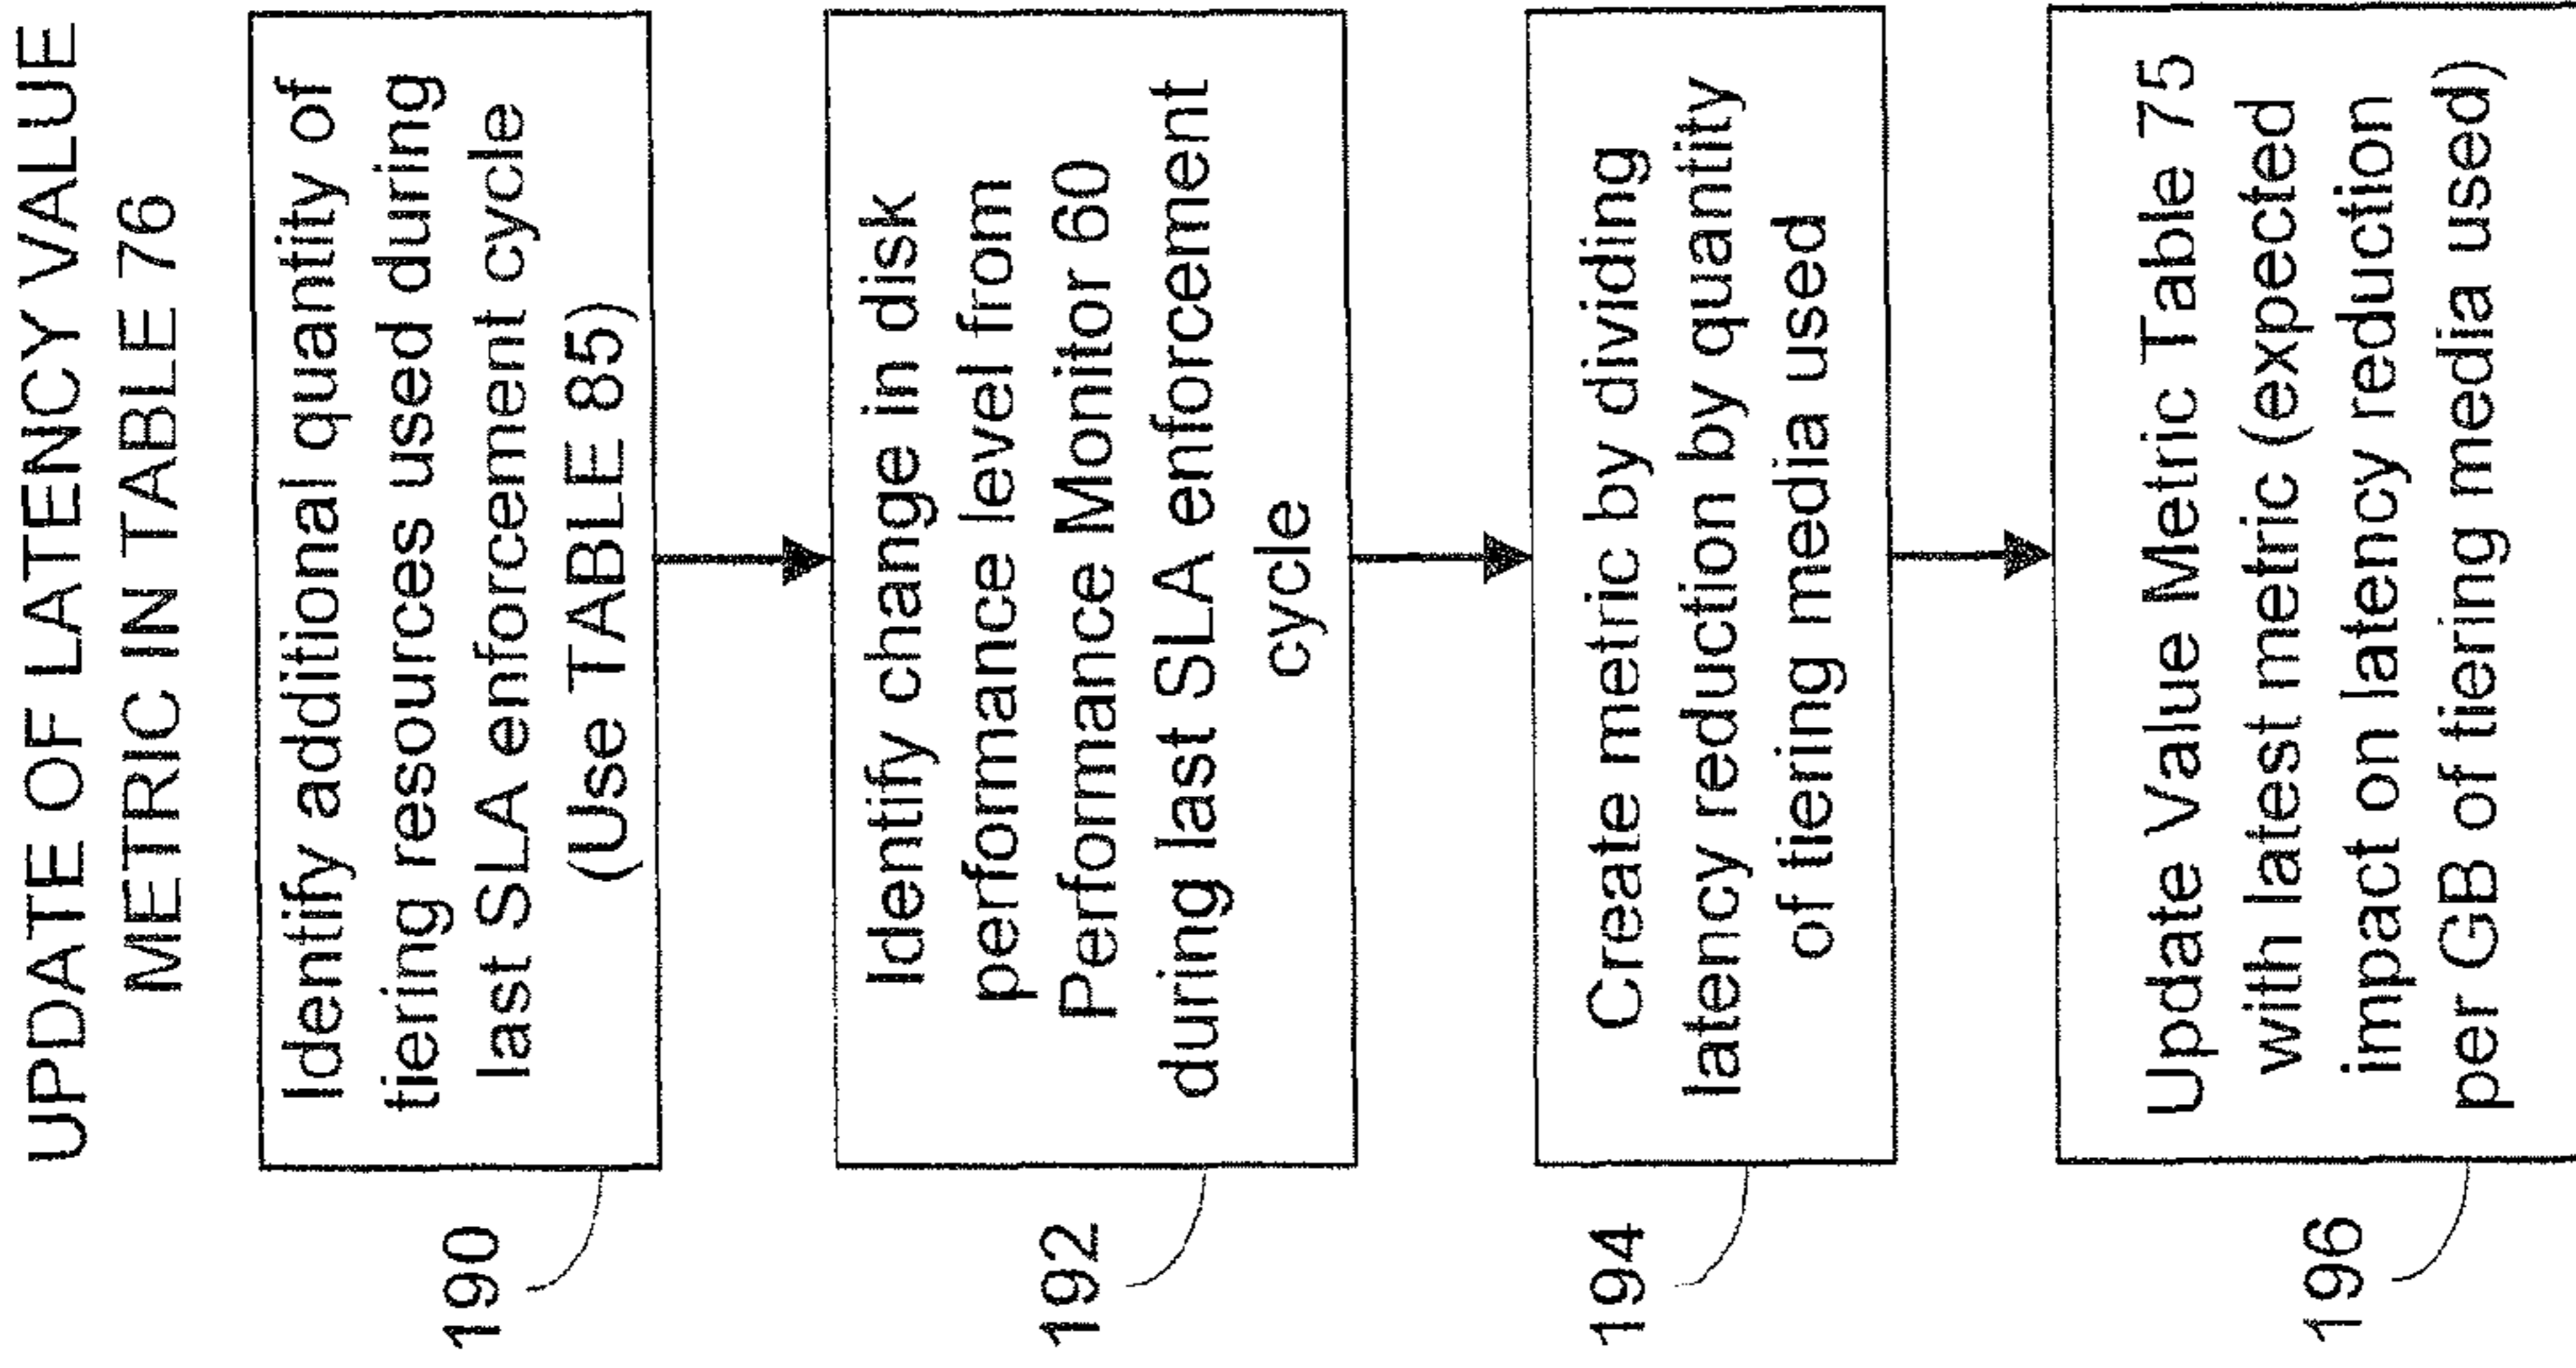 UPDATE OF LATENCY VALUE
METRIC IN TABLE 76
190
Identify additional quantity of
tiering resources used during
last SLA enforcement cycle
(Use TABLE 85)
192
Identify change in disk
performance level from
Performance Monitor 60
during last SLA enforcement
cycle
194
Create metric by dividing
latency reduction by quantity
of tiering media used
196
Update Value Metric Table 75
with latest metric (expected
impact on latency reduction
per GB of tiering media used)